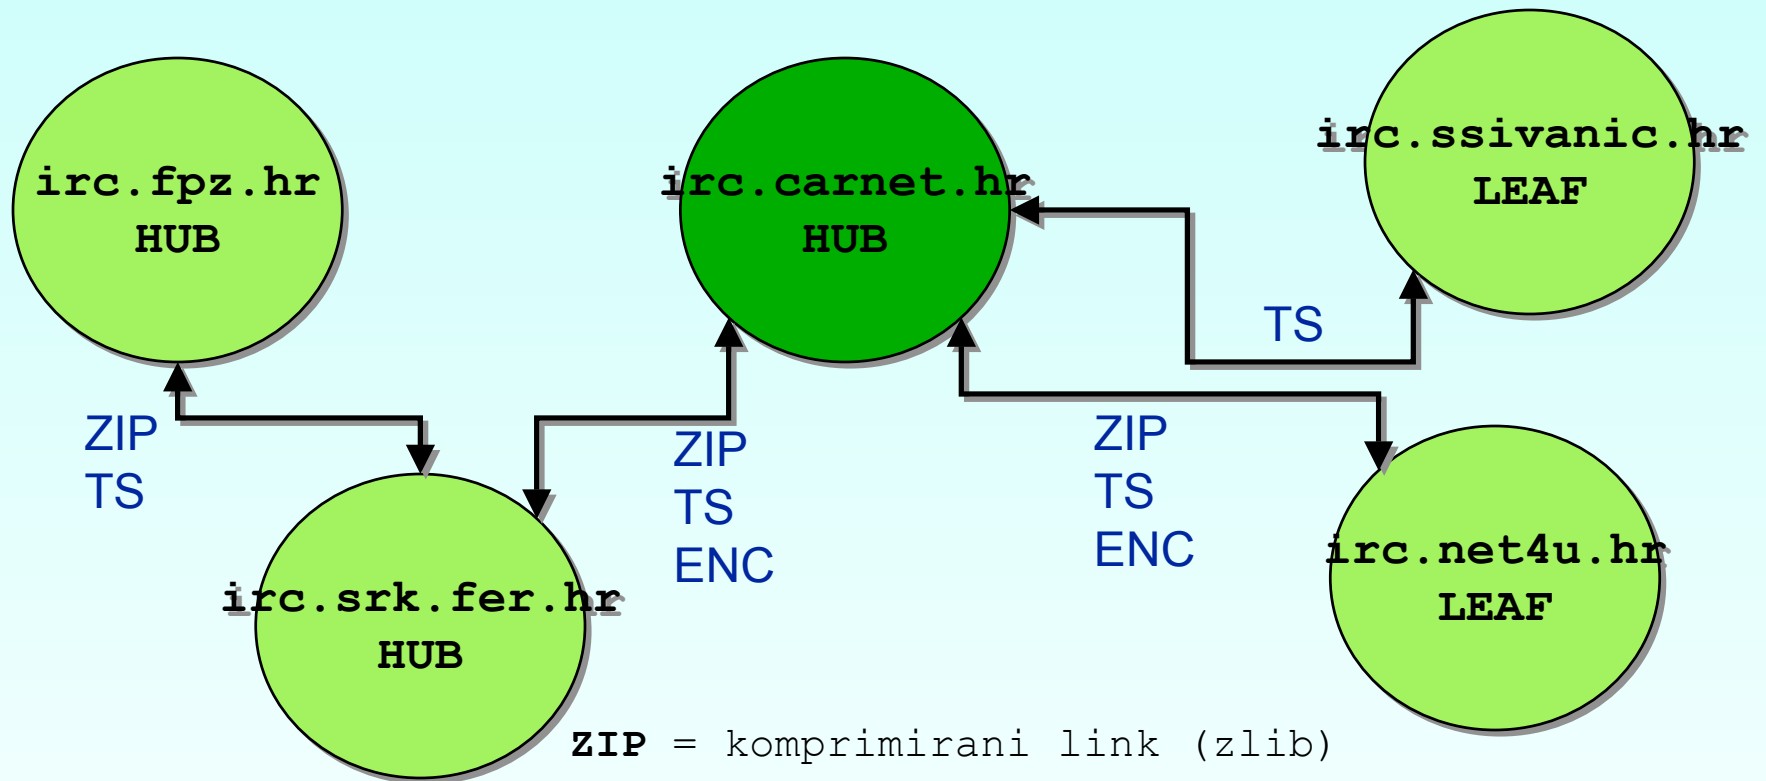 irc.fpz.hr
HUB
irc.carnet.hr
HUB
irc.ssivanic.hr
LEAF
TS
ZIP
TS
ZIP
TS
ENC
ZIP
TS
ENC
irc.srk.fer.hr
HUB
irc.net4u.hr
LEAF
ZIP = komprimirani link (zlib)